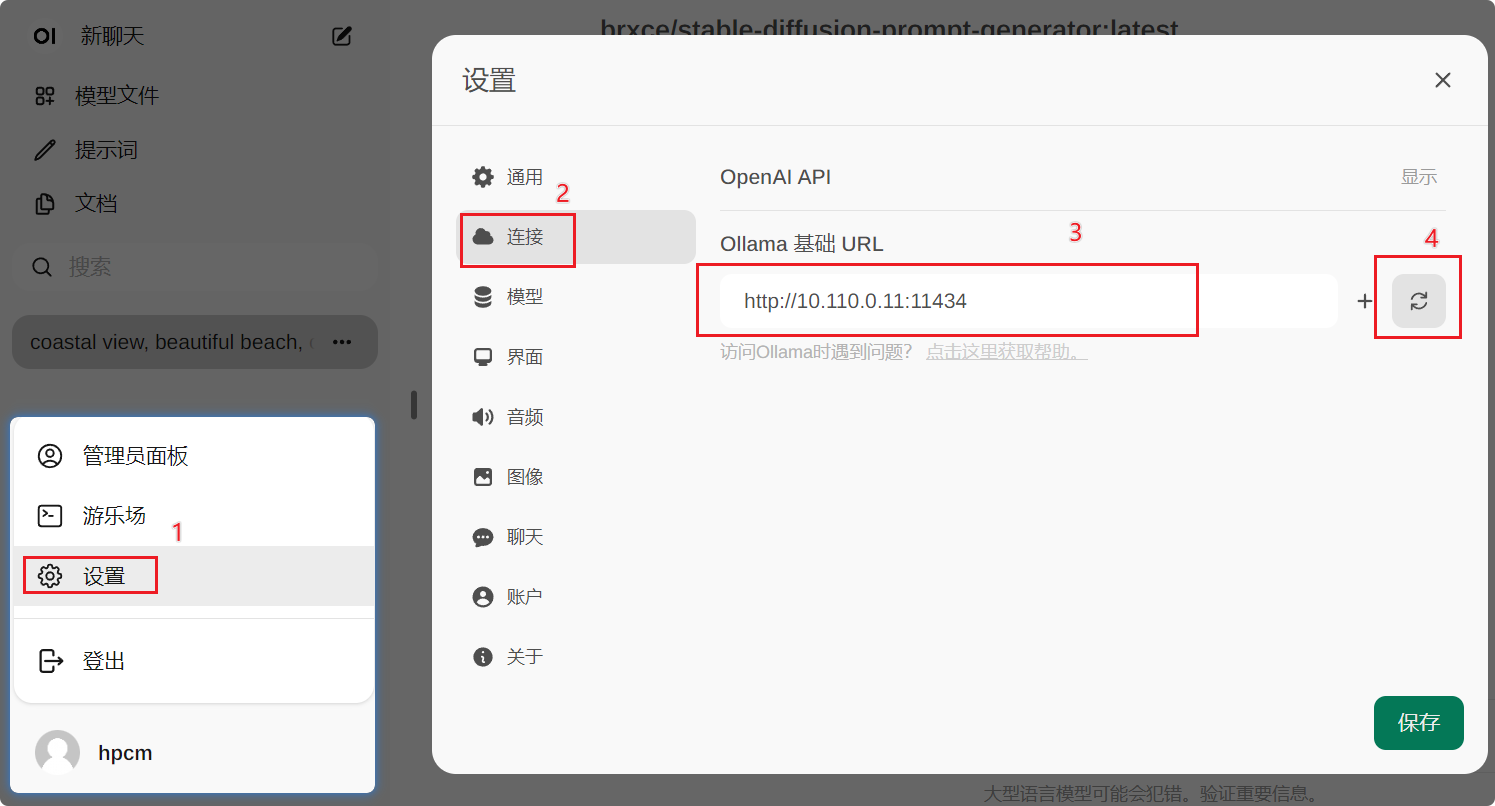 OI 新聊天
模型文件
提示词
文档
搜索
coastal view, beautiful beach,
管理员面板
游乐场
1
设置
登出
hpcm
brxce/stable-diffusion-prompt-generator:latest
设置
通用
2
连接
模型
界面
音频
图像
聊天
账户
关于
OpenAI API
显示
Ollama 基础 URL
3
4
http://10.110.0.11:11434
访问Ollama时遇到问题? 点击这里获取帮助。
保存
大型语言模型可能会犯错。验证重要信息。